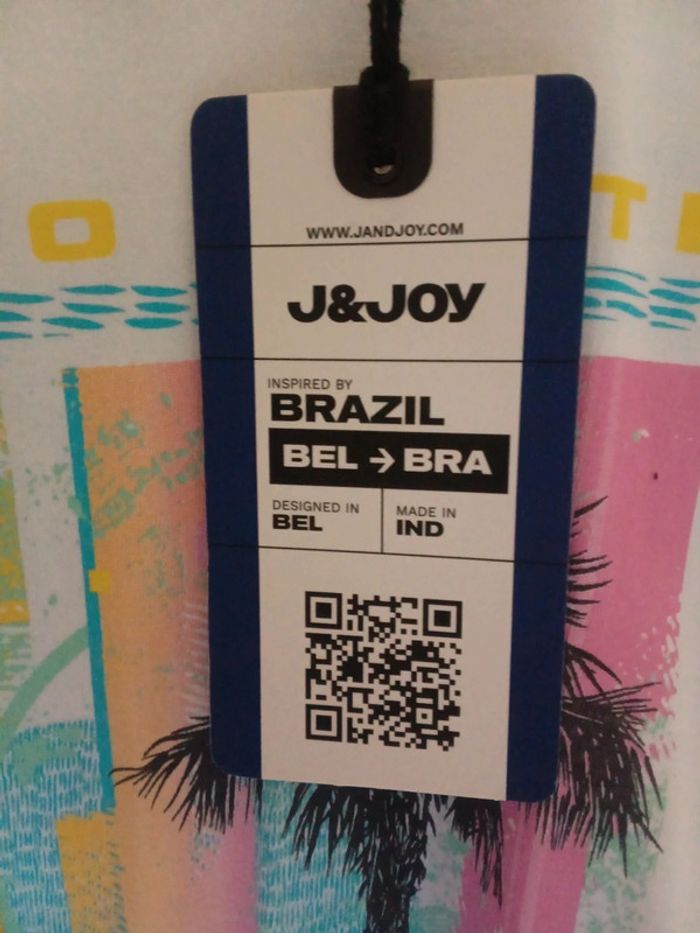 WWW.JANDJOY.COM
J&JOY
INSPIRED BY
BRAZIL
BEL → BRA
DESIGNED IN
BEL
MADE IN
IND
O
T